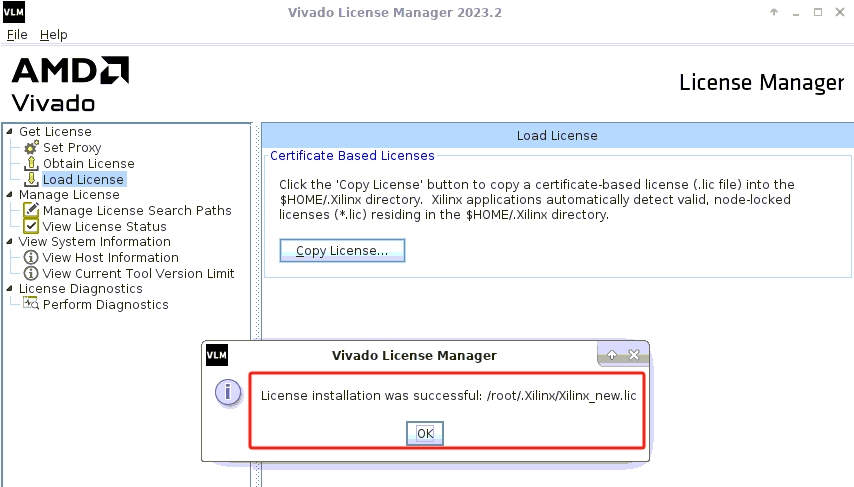 VLM
Vivado License Manager 2023.2
File Help
AMD
Vivado
License Manager
Get License
Set Proxy
Obtain License
Load License
Manage License
Manage License Search Paths
View License Status
View System Information
View Host Information
View Current Tool Version Limit
License Diagnostics
Perform Diagnostics
Load License
Certificate Based Licenses
Click the 'Copy License' button to copy a certificate-based license (.lic file) into the
$HOME/.Xilinx directory.  Xilinx applications automatically detect valid, node-locked
licenses (*.lic) residing in the $HOME/.Xilinx directory.
Copy License...
VLM
Vivado License Manager
License installation was successful: /root/.Xilinx/Xilinx_new.lic
OK